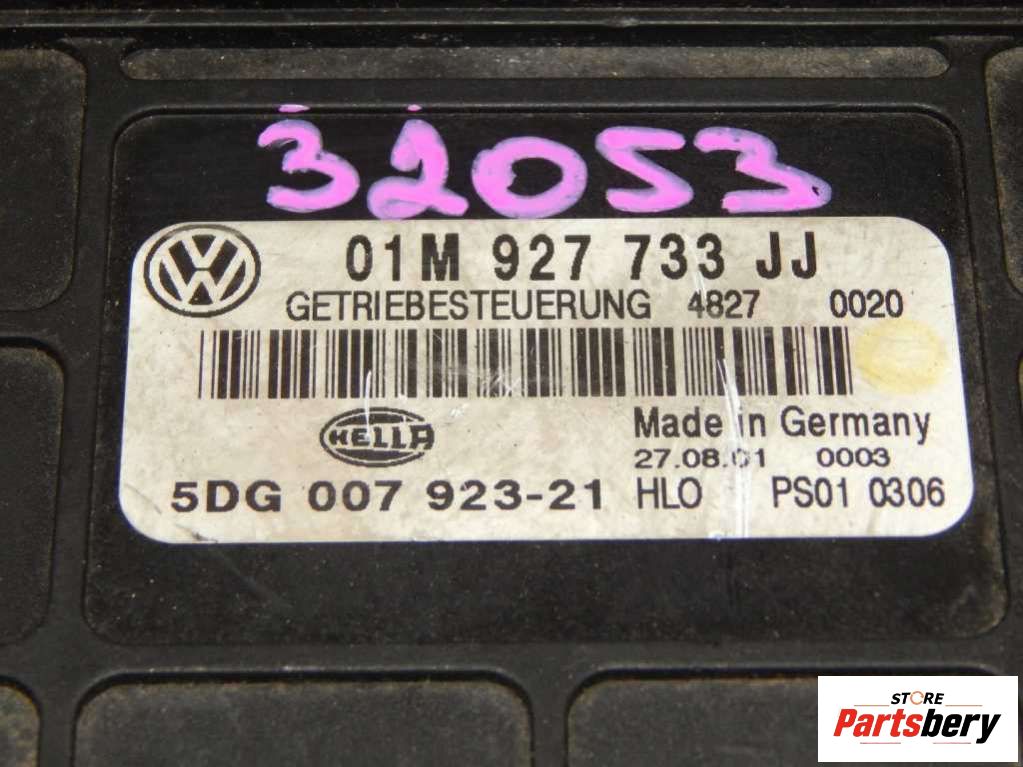 32053
01M 927 733 JJ
GETRIEBESTEUERUNG 4827 0020
HELLA
Made in Germany
27.08.01 0003
5DG 007 923-21 HLO PS01 0306
STORE
Partsbery